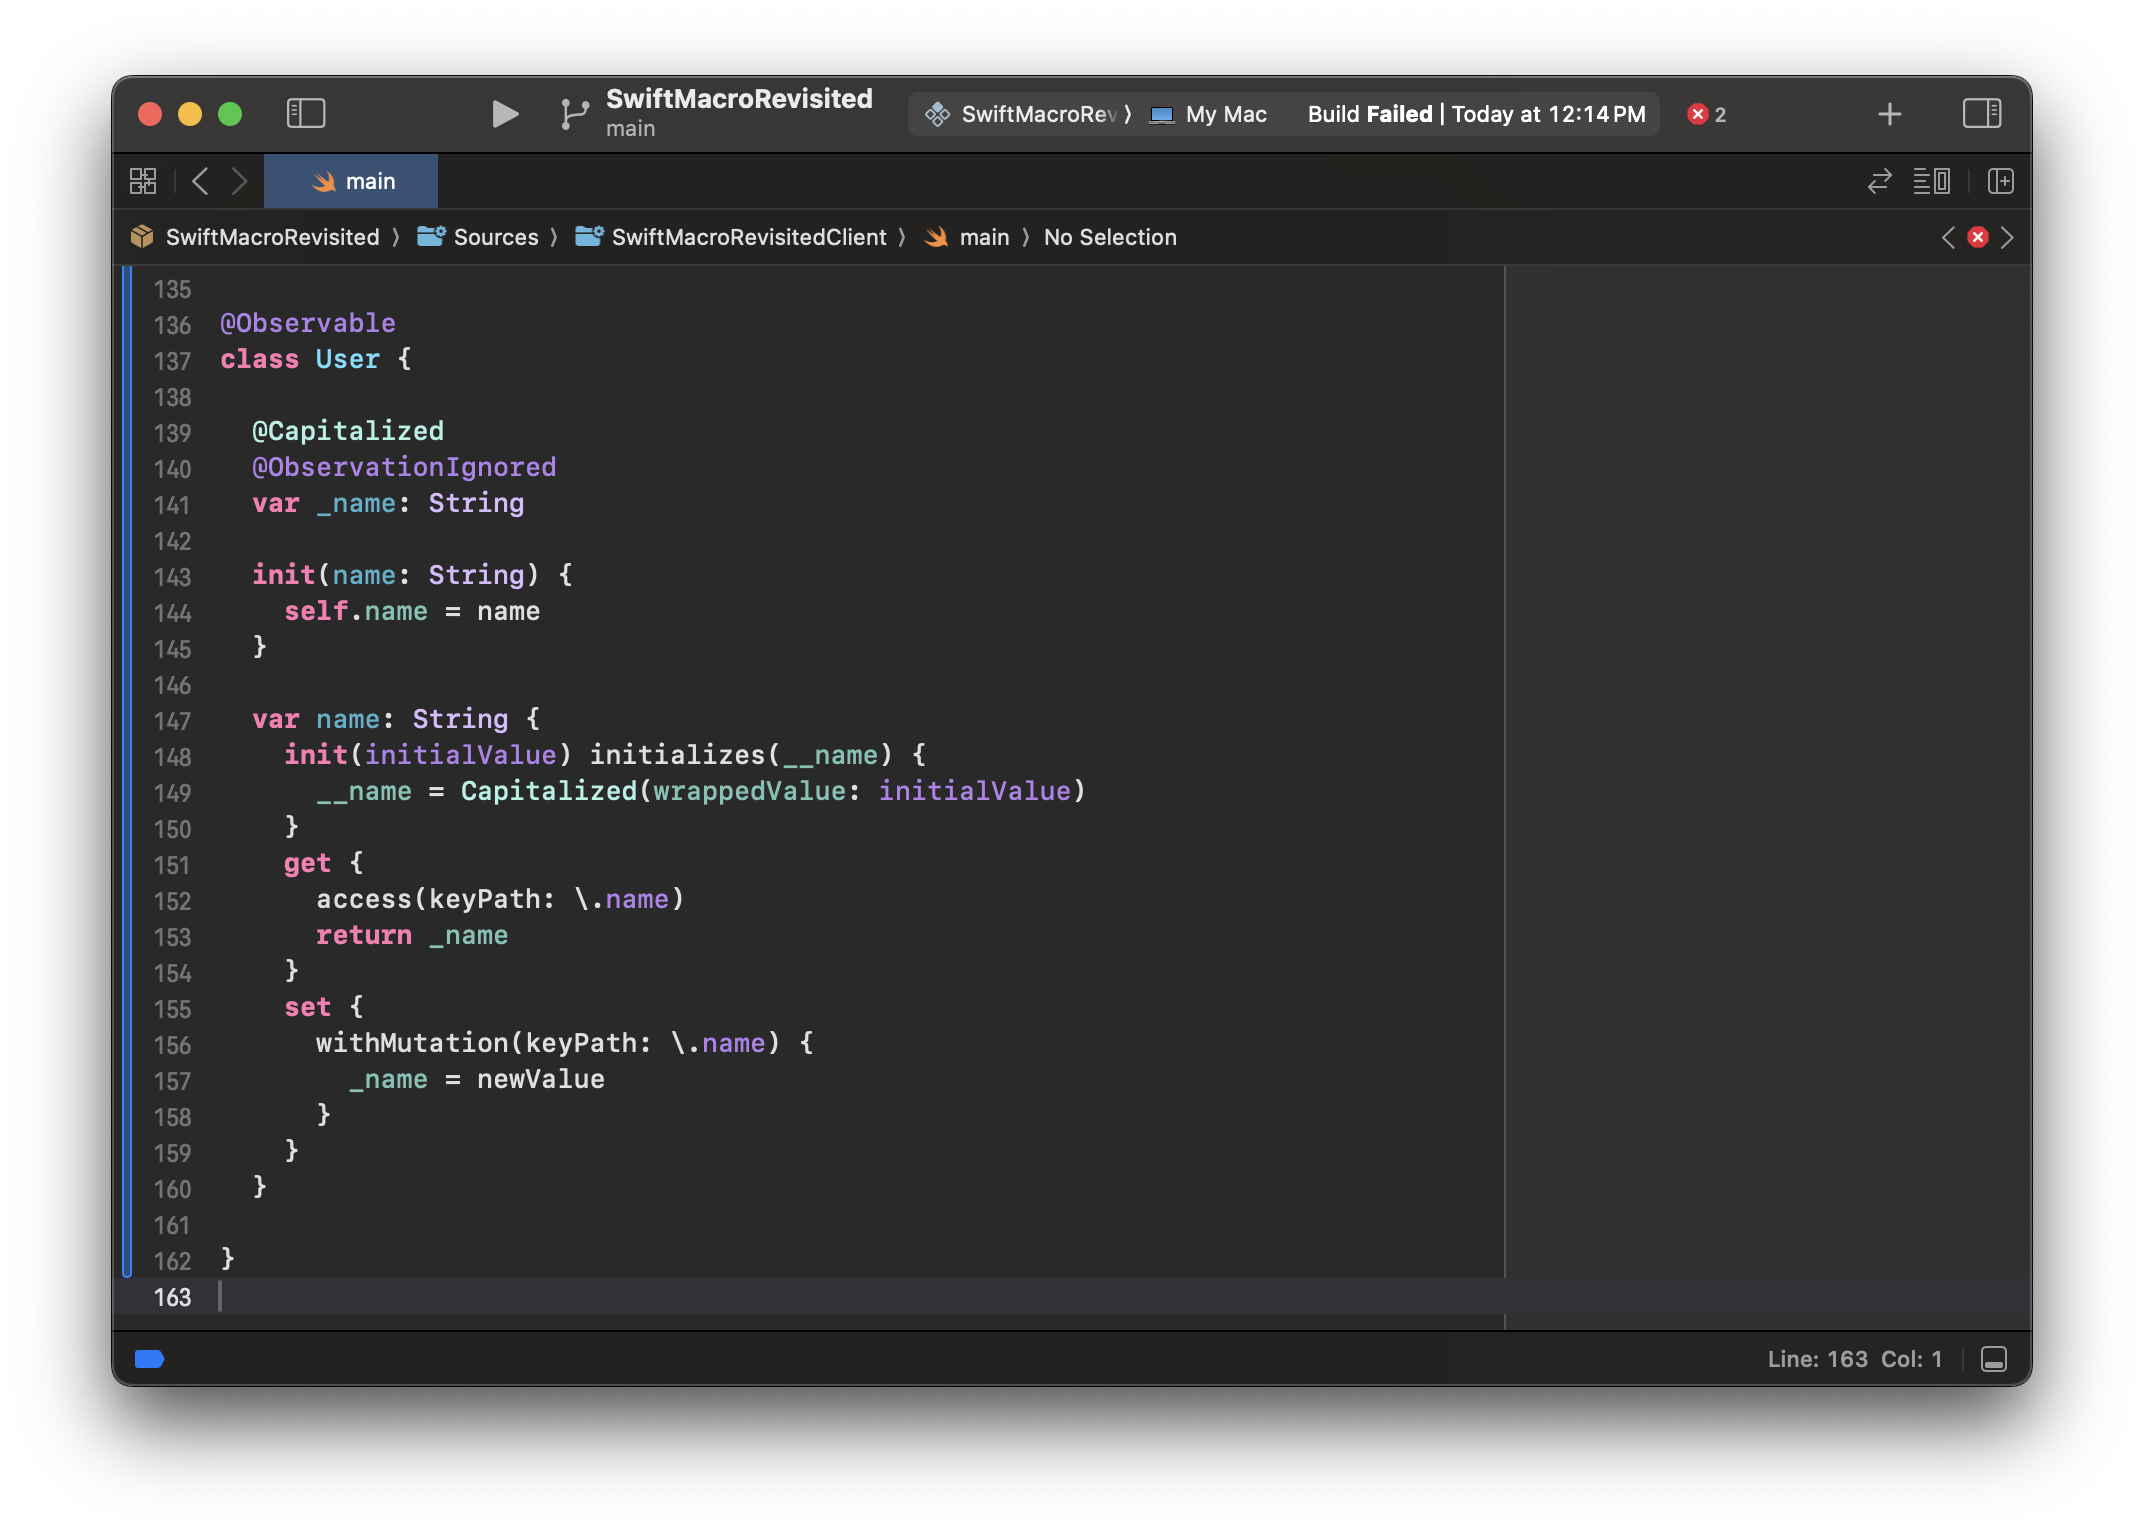 SwiftMacroRevisited
main
SwiftMacroRev
My Mac
Build Failed | Today at 12:14 PM
2
main
SwiftMacroRevisited
Sources
SwiftMacroRevisitedClient
main
No Selection
135
136 @Observable
137 class User {
138
139   @Capitalized
140   @ObservationIgnored
141   var _name: String
142
143   init(name: String) {
144     self.name = name
145   }
146
147   var name: String {
148     init(initialValue) initializes(__name) {
149       __name = Capitalized(wrappedValue: initialValue)
150     }
151     get {
152       access(keyPath: \.name)
153       return _name
154     }
155     set {
156       withMutation(keyPath: \.name) {
157         _name = newValue
158       }
159     }
160   }
161
162 }
163
Line: 163 Col: 1